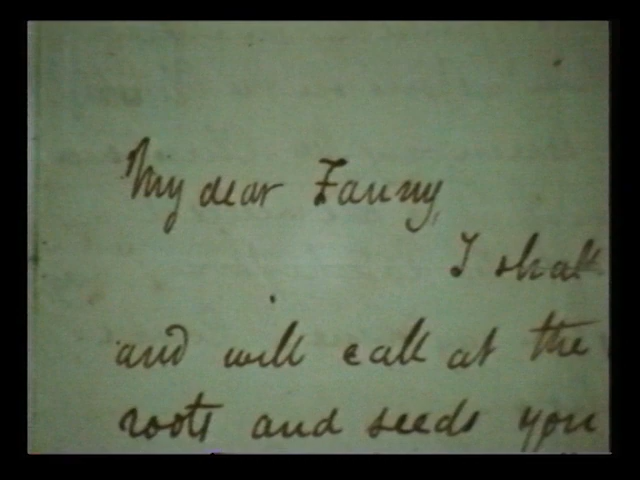 My dear Fanny,
I shall
and will call at the
roots and seeds you